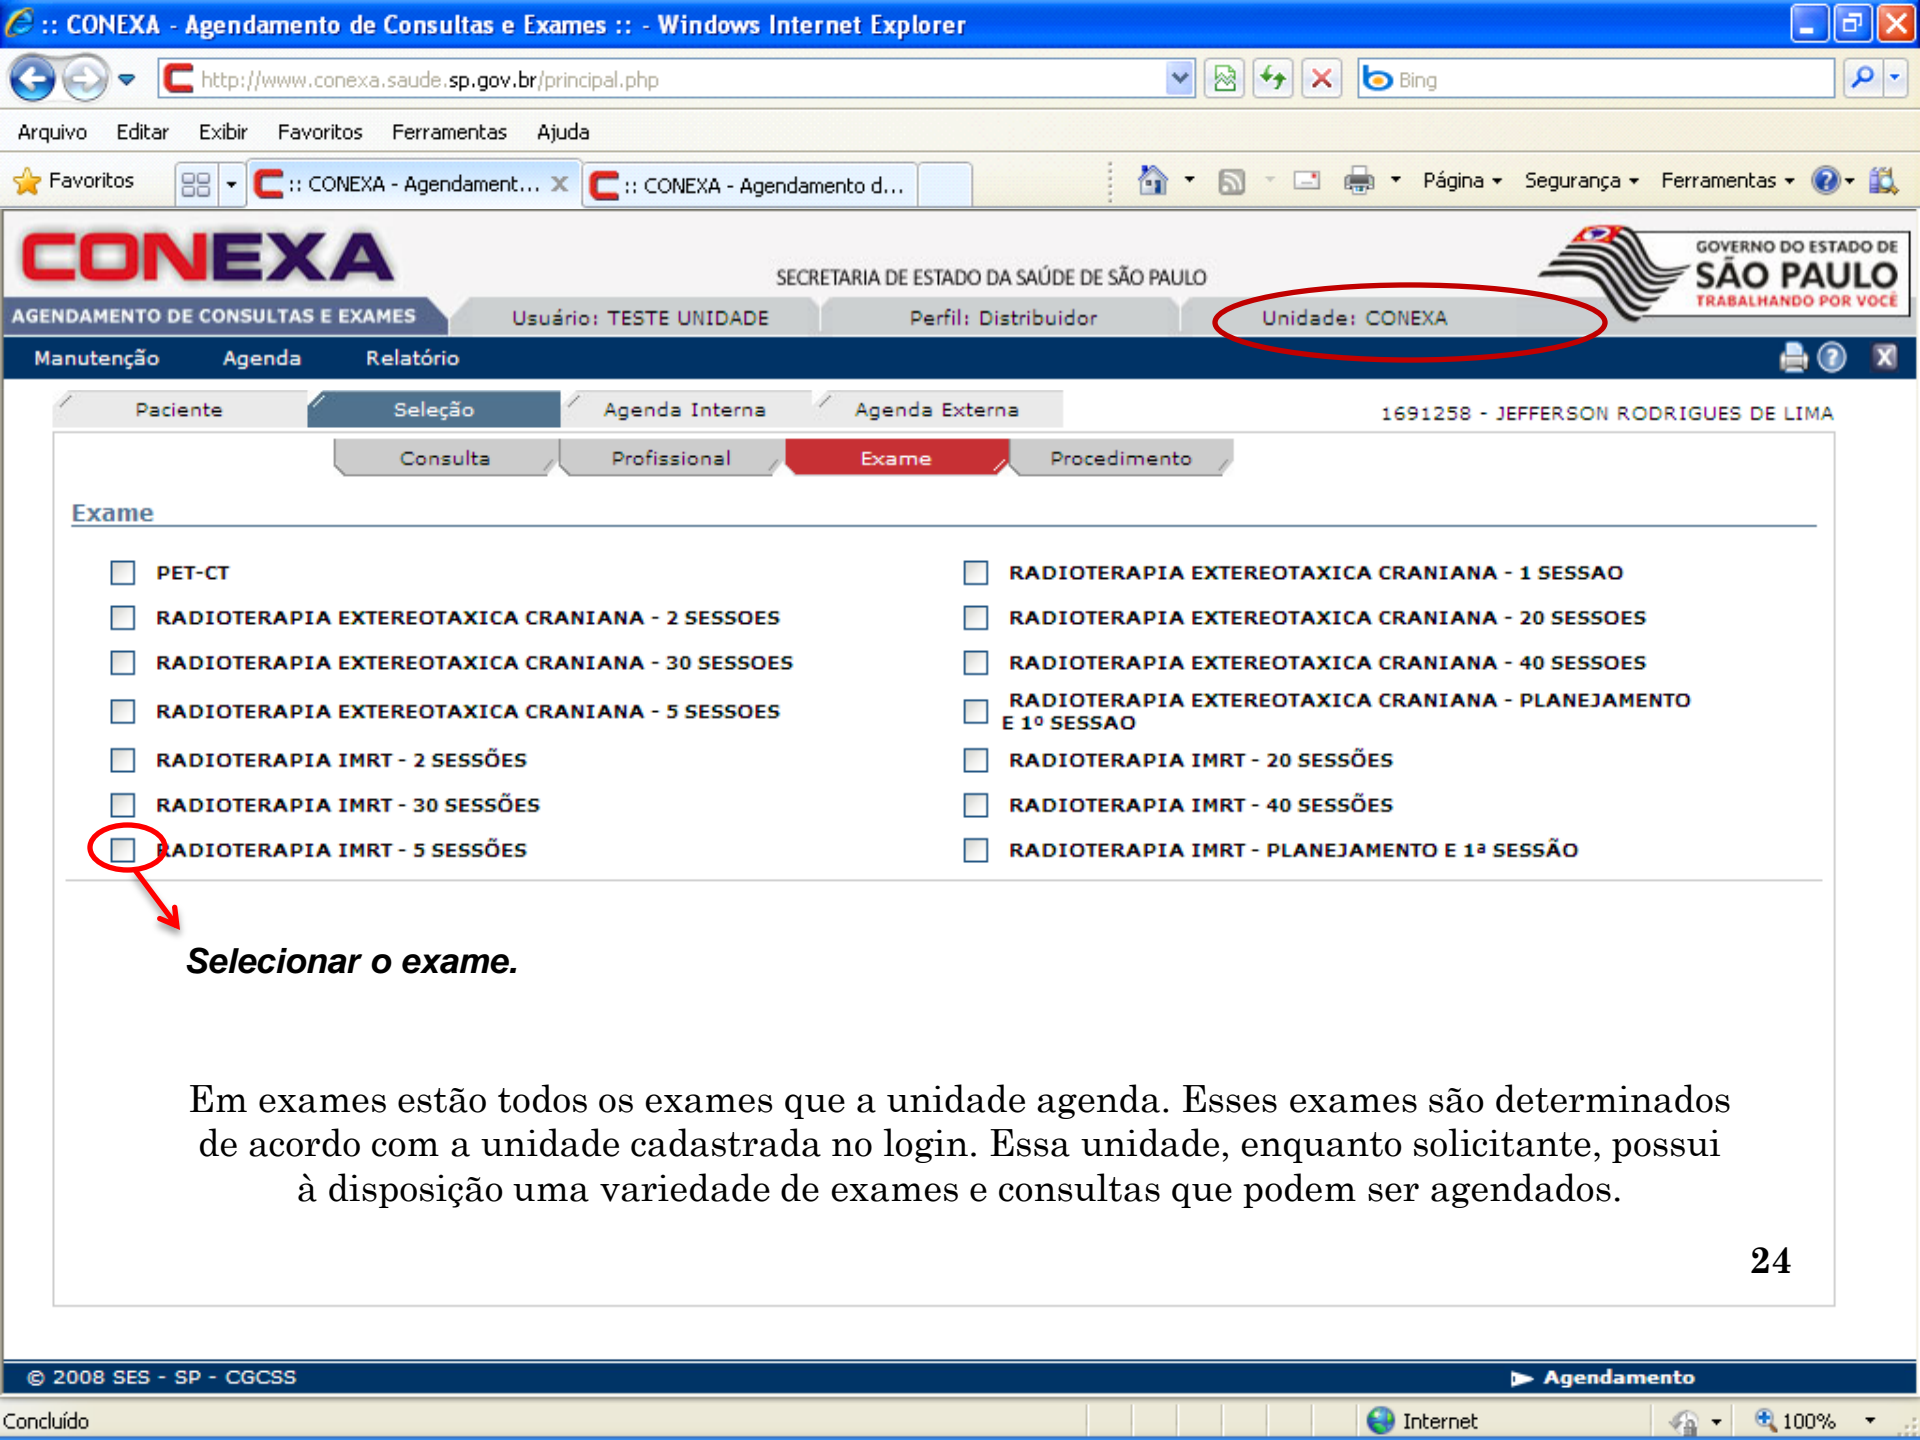 :: CONEXA - Agendamento de Consultas e Exames :: - Windows Internet Explorer
http://www.conexa.saude.sp.gov.br/principal.php
Bing
Arquivo Editar Exibir Favoritos Ferramentas Ajuda
Favoritos
:: CONEXA - Agendament...
:: CONEXA - Agendamento d...
Página Segurança Ferramentas
CONEXA
SECRETARIA DE ESTADO DA SAÚDE DE SÃO PAULO
GOVERNO DO ESTADO DE
SÃO PAULO
TRABALHANDO POR VOCÊ
AGENDAMENTO DE CONSULTAS E EXAMES
Usuário: TESTE UNIDADE
Perfil: Distribuidor
Unidade: CONEXA
Manutenção Agenda Relatório
Paciente Seleção Agenda Interna Agenda Externa
1691258 - JEFFERSON RODRIGUES DE LIMA
Consulta Profissional Exame Procedimento
Exame
PET-CT
RADIOTERAPIA EXTEREOTAXICA CRANIANA - 1 SESSAO
RADIOTERAPIA EXTEREOTAXICA CRANIANA - 2 SESSOES
RADIOTERAPIA EXTEREOTAXICA CRANIANA - 20 SESSOES
RADIOTERAPIA EXTEREOTAXICA CRANIANA - 30 SESSOES
RADIOTERAPIA EXTEREOTAXICA CRANIANA - 40 SESSOES
RADIOTERAPIA EXTEREOTAXICA CRANIANA - 5 SESSOES
RADIOTERAPIA EXTEREOTAXICA CRANIANA - PLANEJAMENTO
E 1º SESSAO
RADIOTERAPIA IMRT - 2 SESSÕES
RADIOTERAPIA IMRT - 20 SESSÕES
RADIOTERAPIA IMRT - 30 SESSÕES
RADIOTERAPIA IMRT - 40 SESSÕES
RADIOTERAPIA IMRT - 5 SESSÕES
RADIOTERAPIA IMRT - PLANEJAMENTO E 1ª SESSÃO
Selecionar o exame.
Em exames estão todos os exames que a unidade agenda. Esses exames são determinados
de acordo com a unidade cadastrada no login. Essa unidade, enquanto solicitante, possui
à disposição uma variedade de exames e consultas que podem ser agendados.
24
© 2008 SES - SP - CGCSS
Agendamento
Concluído
Internet
100%